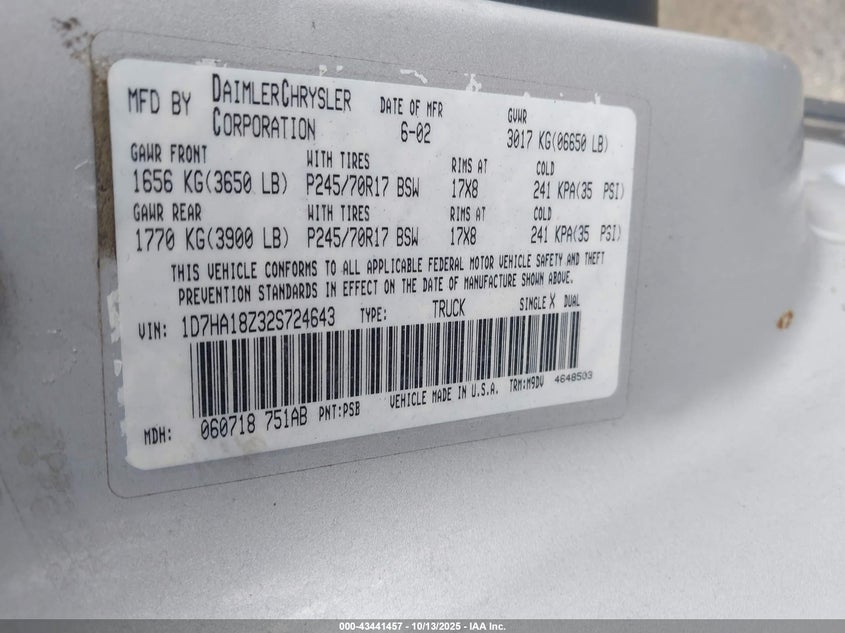 MFD BY DAIMLERCHRYSLER CORPORATION DATE OF MFR 6-02 GVWR 3017 KG(06650 LB)
GAWR FRONT WITH TIRES RIMS AT COLD
1656 KG(3650 LB) P245/70R17 BSW 17X8 241 KPA(35 PSI)
GAWR REAR WITH TIRES RIMS AT COLD
1770 KG(3900 LB) P245/70R17 BSW 17X8 241 KPA(35 PSI)
THIS VEHICLE CONFORMS TO ALL APPLICABLE FEDERAL MOTOR VEHICLE SAFETY AND THEFT
PREVENTION STANDARDS IN EFFECT ON THE DATE OF MANUFACTURE SHOWN ABOVE.
VIN: 1D7HA18Z32S724643 TYPE: TRUCK SINGLE X DUAL
MDH: 060718 751AB PNT:PSB VEHICLE MADE IN U.S.A. TRM:M9DV 4648503
000-43441457 - 10/13/2025 - IAA Inc.